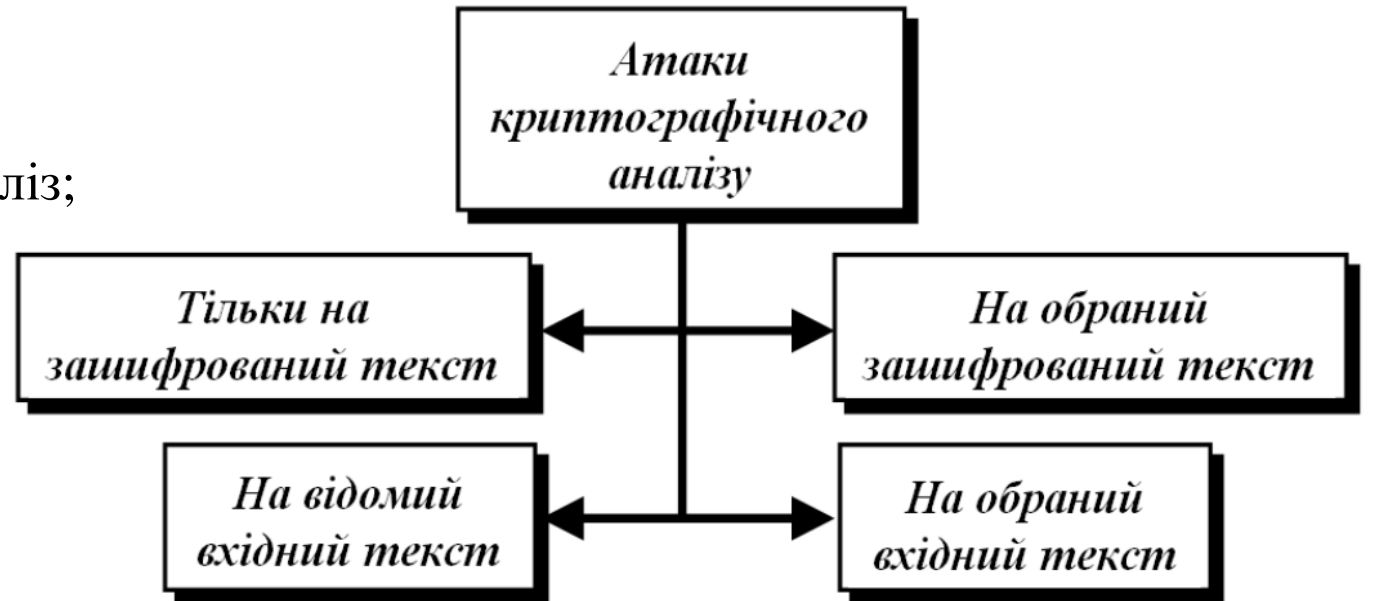 Атаки
криптографічного
аналізу
ліз;
Тільки на
зашифрований текст
На обраний
зашифрований текст
На відомий
вхідний текст
На обраний
вхідний текст